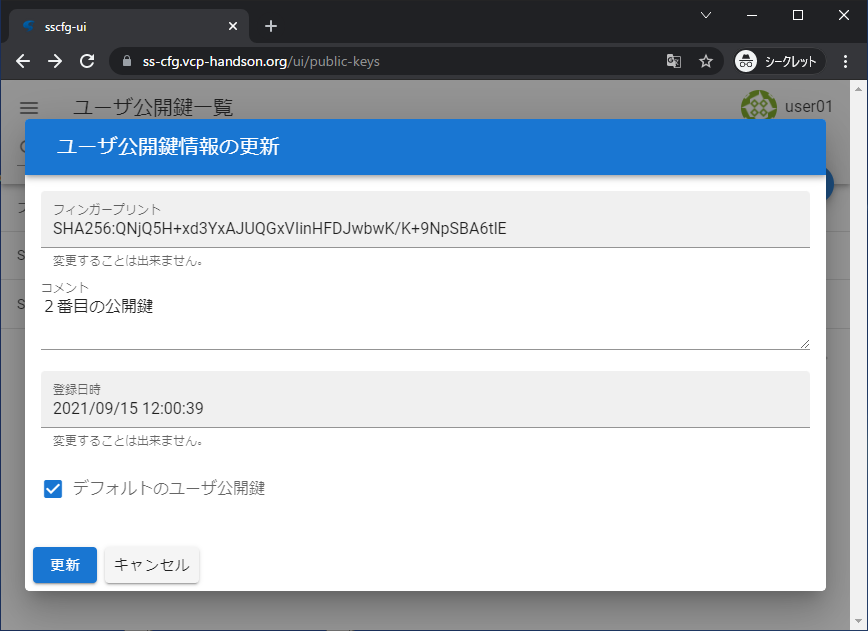 sscfg-ui
ss-cfg.vcp-handson.org/ui/public-keys
シークレット
ユーザ公開鍵一覧
user01
ユーザ公開鍵情報の更新
フィンガープリント
SHA256:QNjQ5H+xd3YxAJUQGxVIinHFDJwbwK/K+9NpSBA6tlE
変更することは出来ません。
コメント
２番目の公開鍵
登録日時
2021/09/15 12:00:39
変更することは出来ません。
デフォルトのユーザ公開鍵
更新
キャンセル